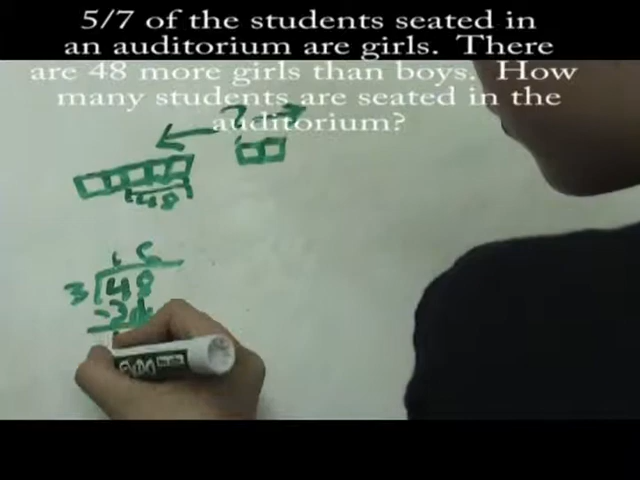 5/7 of the students seated in
an auditorium are girls. There
are 48 more girls than boys. How
many students are seated in the
auditorium?
?
48
16
3 48